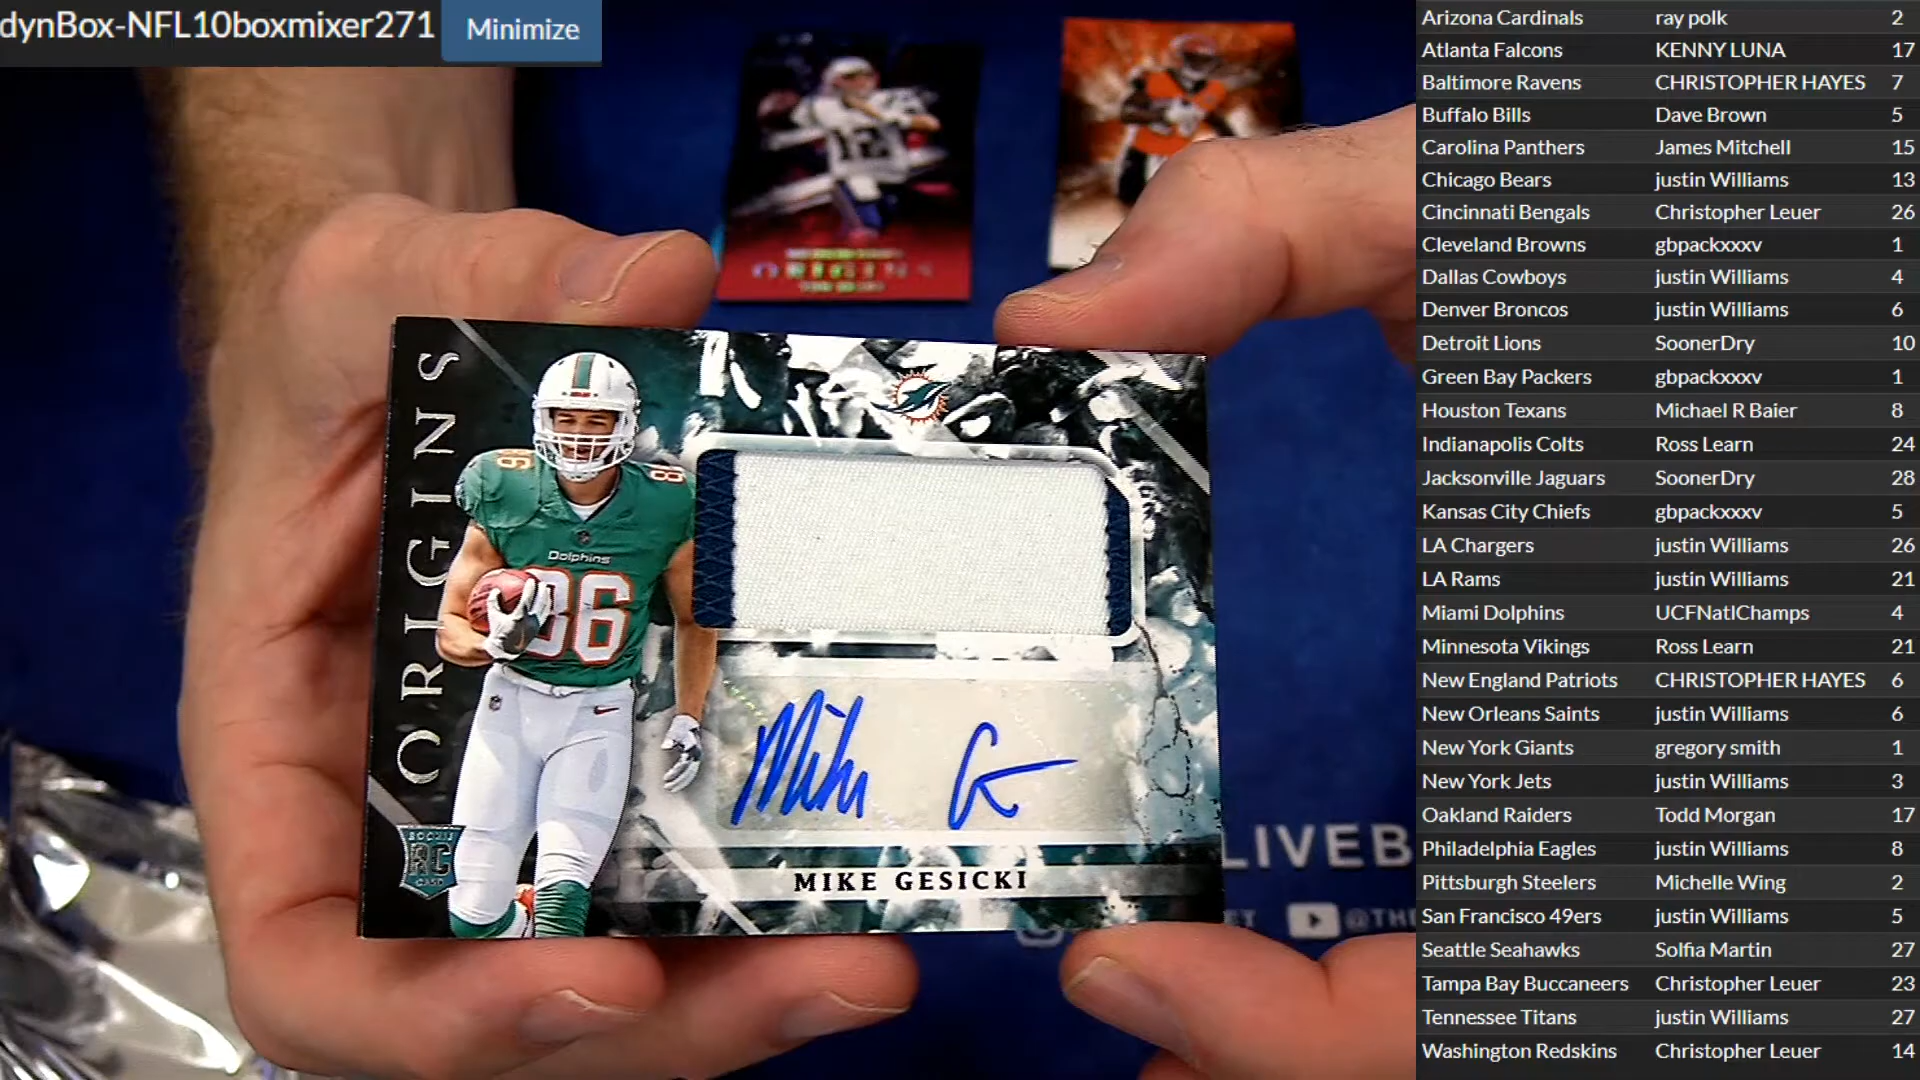 dynBox-NFL10boxmixer271
Minimize
ORIGINS
ORIGINS
Dolphins
86
86
86
12
RC
Mike G
MIKE GESICKI
LIVEB
@TH
Arizona Cardinals ray polk 2
Atlanta Falcons KENNY LUNA 17
Baltimore Ravens CHRISTOPHER HAYES 7
Buffalo Bills Dave Brown 5
Carolina Panthers James Mitchell 15
Chicago Bears justin Williams 13
Cincinnati Bengals Christopher Leuer 26
Cleveland Browns gbpackxxxv 1
Dallas Cowboys justin Williams 4
Denver Broncos justin Williams 6
Detroit Lions SoonerDry 10
Green Bay Packers gbpackxxxv 1
Houston Texans Michael R Baier 8
Indianapolis Colts Ross Learn 24
Jacksonville Jaguars SoonerDry 28
Kansas City Chiefs gbpackxxxv 5
LA Chargers justin Williams 26
LA Rams justin Williams 21
Miami Dolphins UCFNatlChamps 4
Minnesota Vikings Ross Learn 21
New England Patriots CHRISTOPHER HAYES 6
New Orleans Saints justin Williams 6
New York Giants gregory smith 1
New York Jets justin Williams 3
Oakland Raiders Todd Morgan 17
Philadelphia Eagles justin Williams 8
Pittsburgh Steelers Michelle Wing 2
San Francisco 49ers justin Williams 5
Seattle Seahawks Solfia Martin 27
Tampa Bay Buccaneers Christopher Leuer 23
Tennessee Titans justin Williams 27
Washington Redskins Christopher Leuer 14